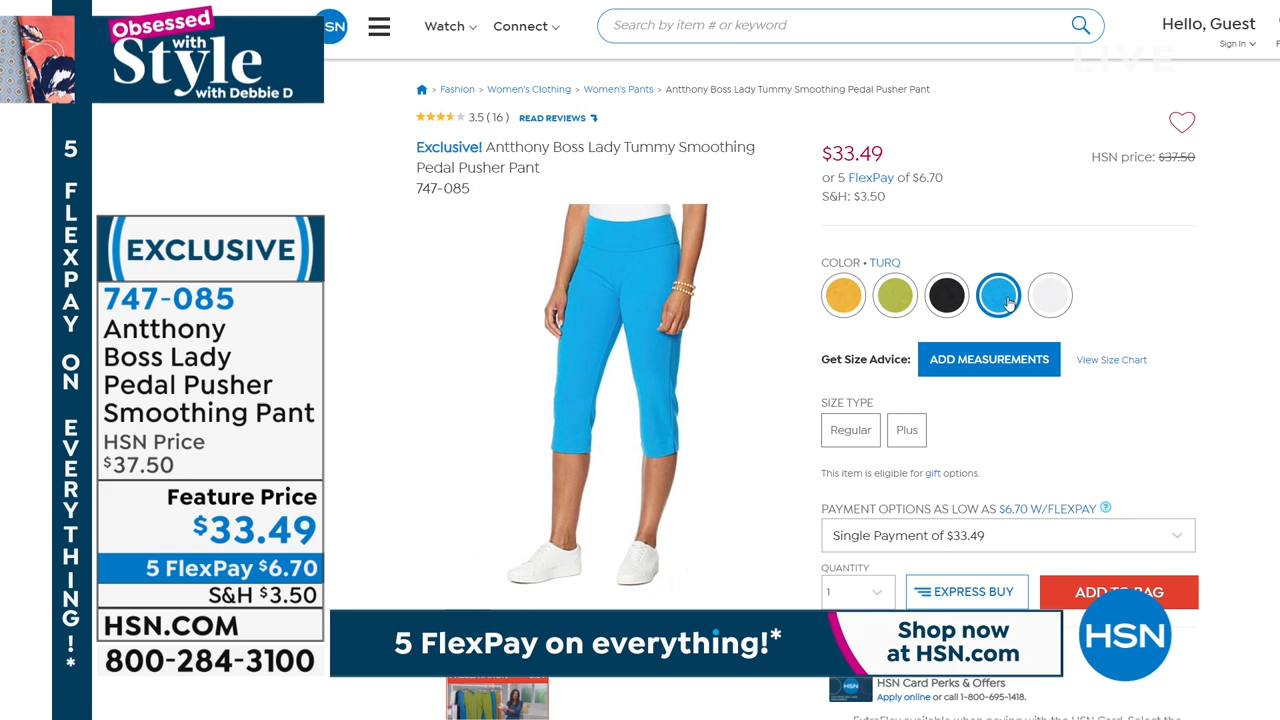 Obsessed
with
Style
with Debbie D
5 FLEXPAY ON EVERYTHING!*
EXCLUSIVE
747-085
Antthony
Boss Lady
Pedal Pusher
Smoothing Pant
HSN Price
$37.50
Feature Price
$33.49
5 FlexPay $6.70
S&H $3.50
HSN.COM
800-284-3100
Watch
Connect
Search by item # or keyword
Hello, Guest
Sign In
LIVE
> Fashion > Women's Clothing > Women's Pants > Antthony Boss Lady Tummy Smoothing Pedal Pusher Pant
3.5 ( 16 ) READ REVIEWS
Exclusive! Antthony Boss Lady Tummy Smoothing
Pedal Pusher Pant
747-085
$33.49
HSN price: $37.50
or 5 FlexPay of $6.70
S&H: $3.50
COLOR • TURQ
Get Size Advice: ADD MEASUREMENTS View Size Chart
SIZE TYPE
Regular Plus
This item is eligible for gift options.
PAYMENT OPTIONS AS LOW AS $6.70 W/FLEXPAY ?
Single Payment of $33.49
QUANTITY
1 EXPRESS BUY
5 FlexPay on everything!*
Shop now
at HSN.com
HSN
HSN Card Perks & Offers
Apply online or call 1-800-695-1418.